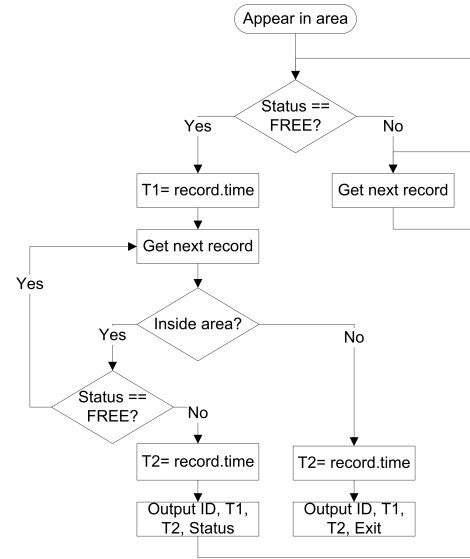 Appear in area
Status ==
FREE?
Yes
No
T1= record.time
Get next record
Get next record
Yes
Inside area?
Yes
No
Status ==
FREE?
No
T2= record.time
T2= record.time
Output ID, T1,
T2, Status
Output ID, T1,
T2, Exit